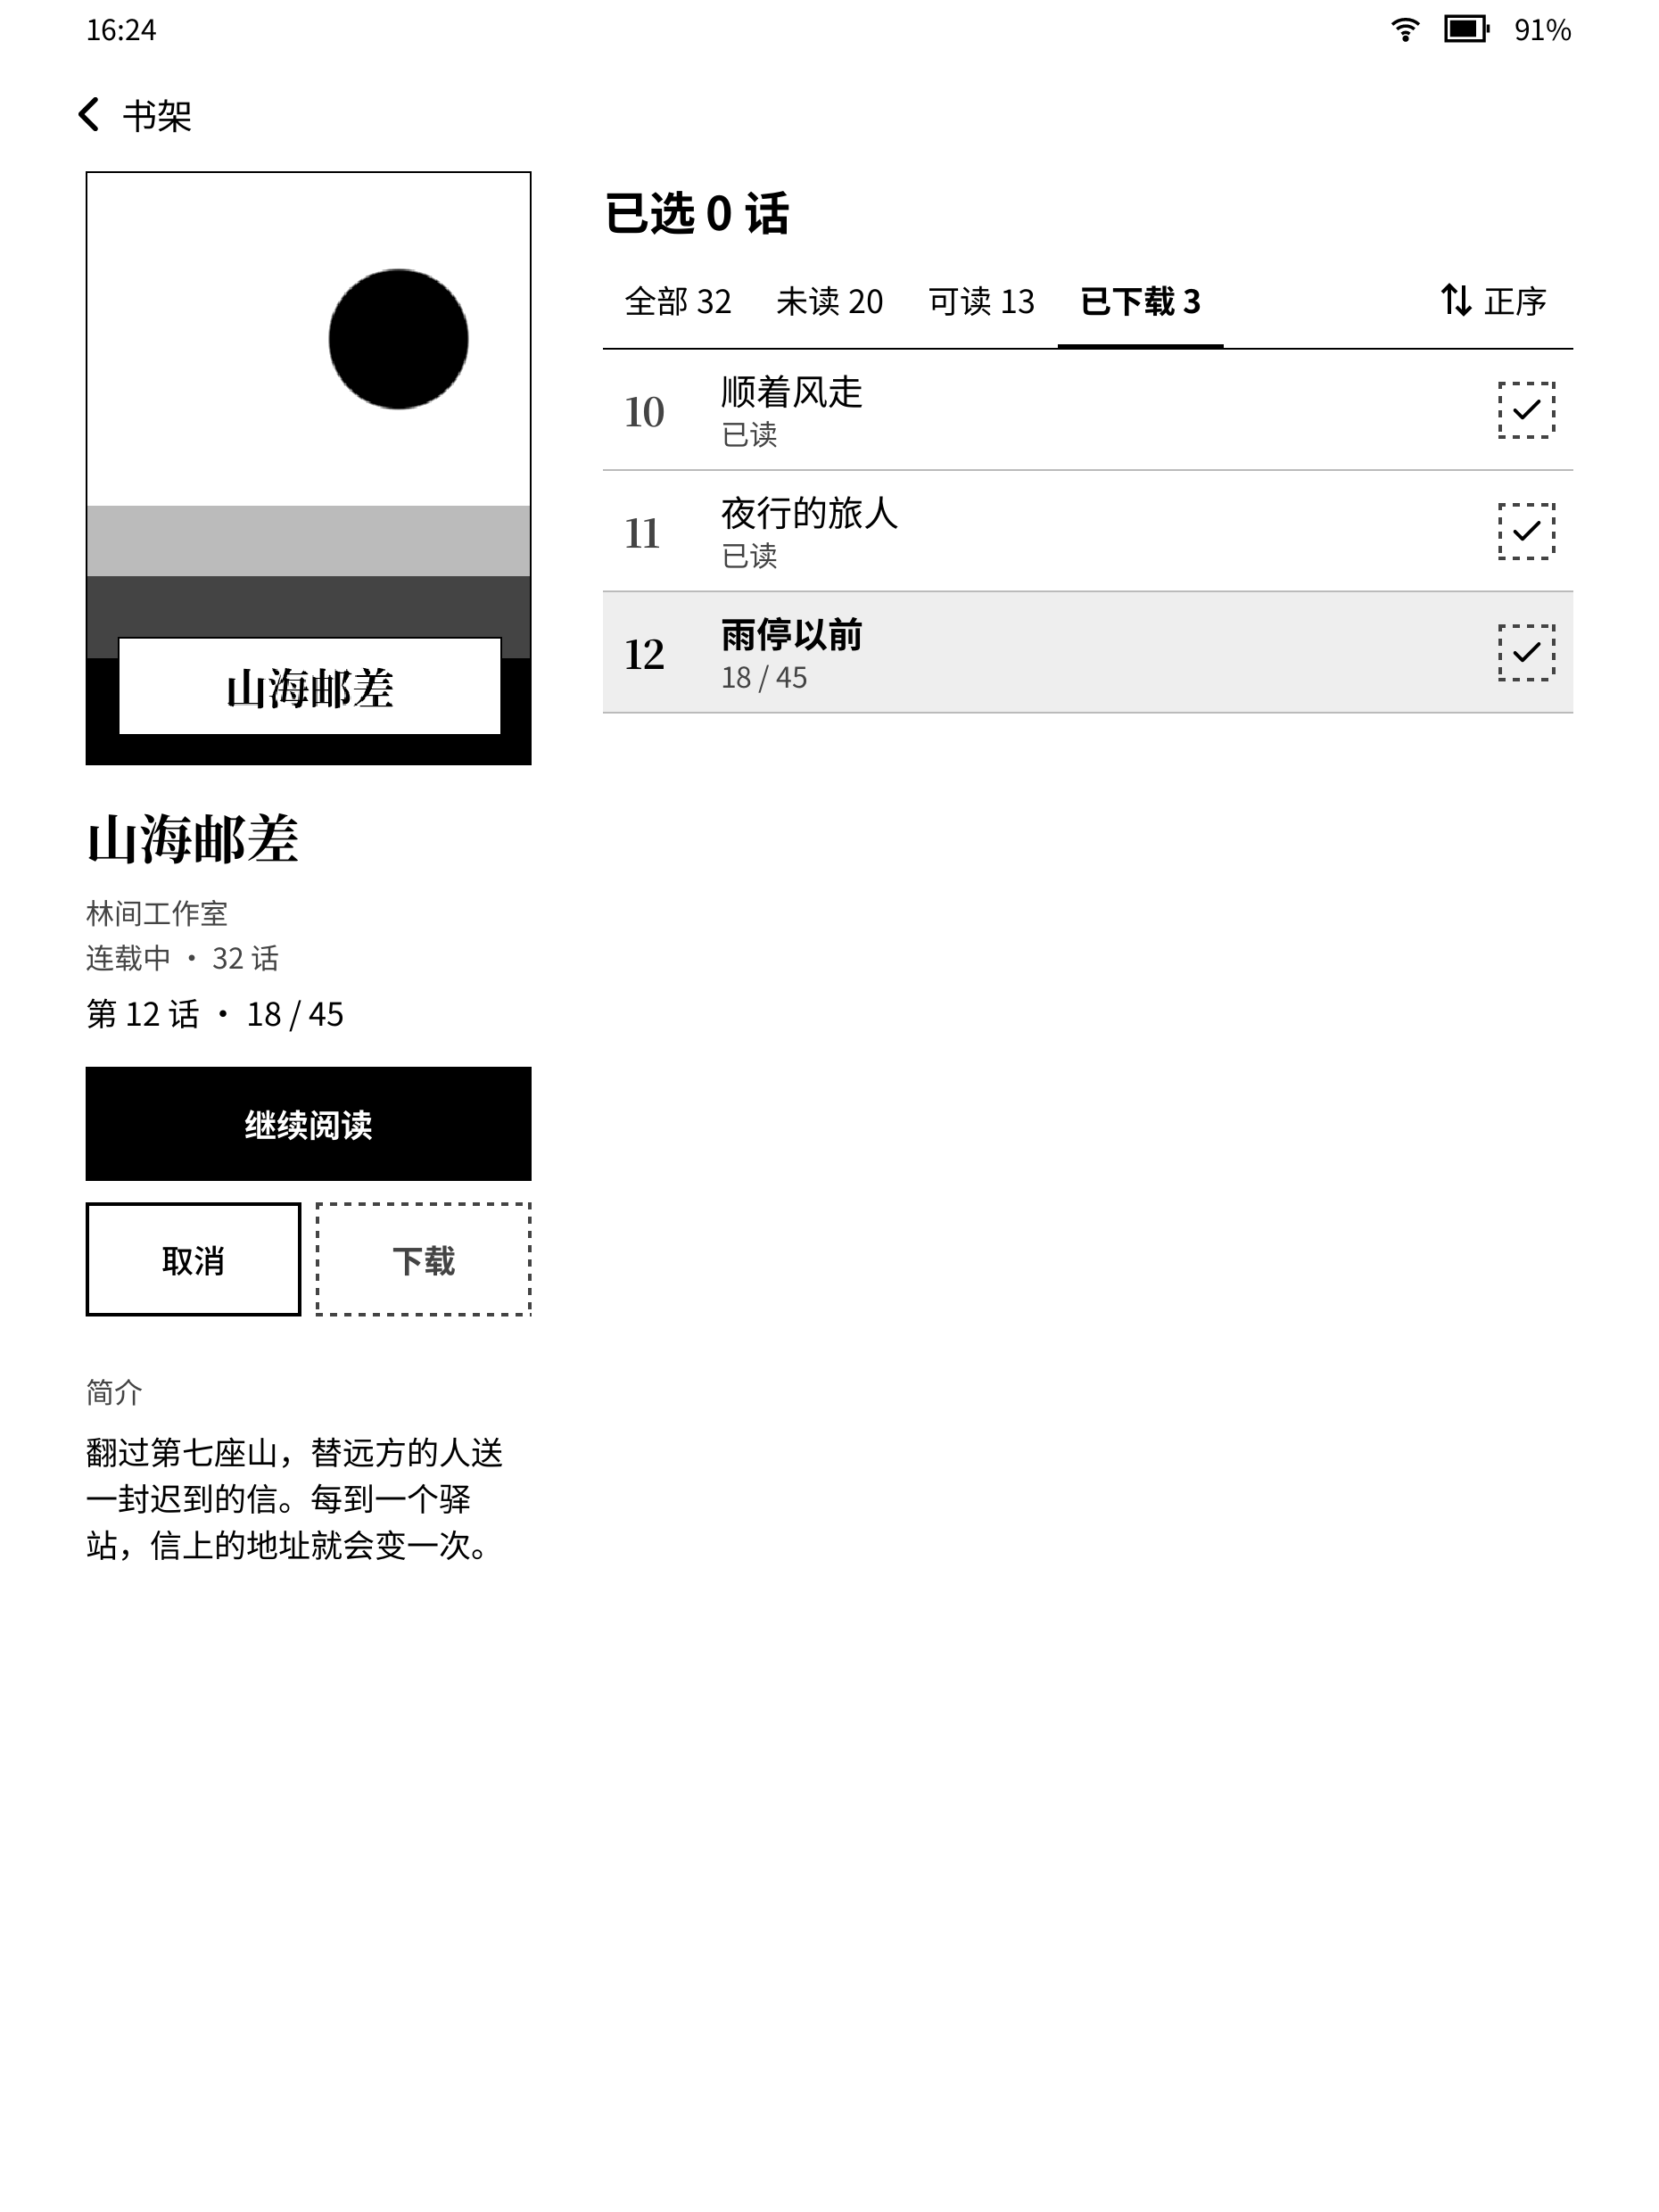 16:24
91%
书架
山海邮差
山海邮差
林间工作室
连载中 · 32 话
第 12 话 · 18 / 45
继续阅读
取消
下载
简介
翻过第七座山，替远方的人送
一封迟到的信。每到一个驿
站，信上的地址就会变一次。
已选 0 话
全部 32
未读 20
可读 13
已下载 3
正序
10
顺着风走
已读
11
夜行的旅人
已读
12
雨停以前
18 / 45